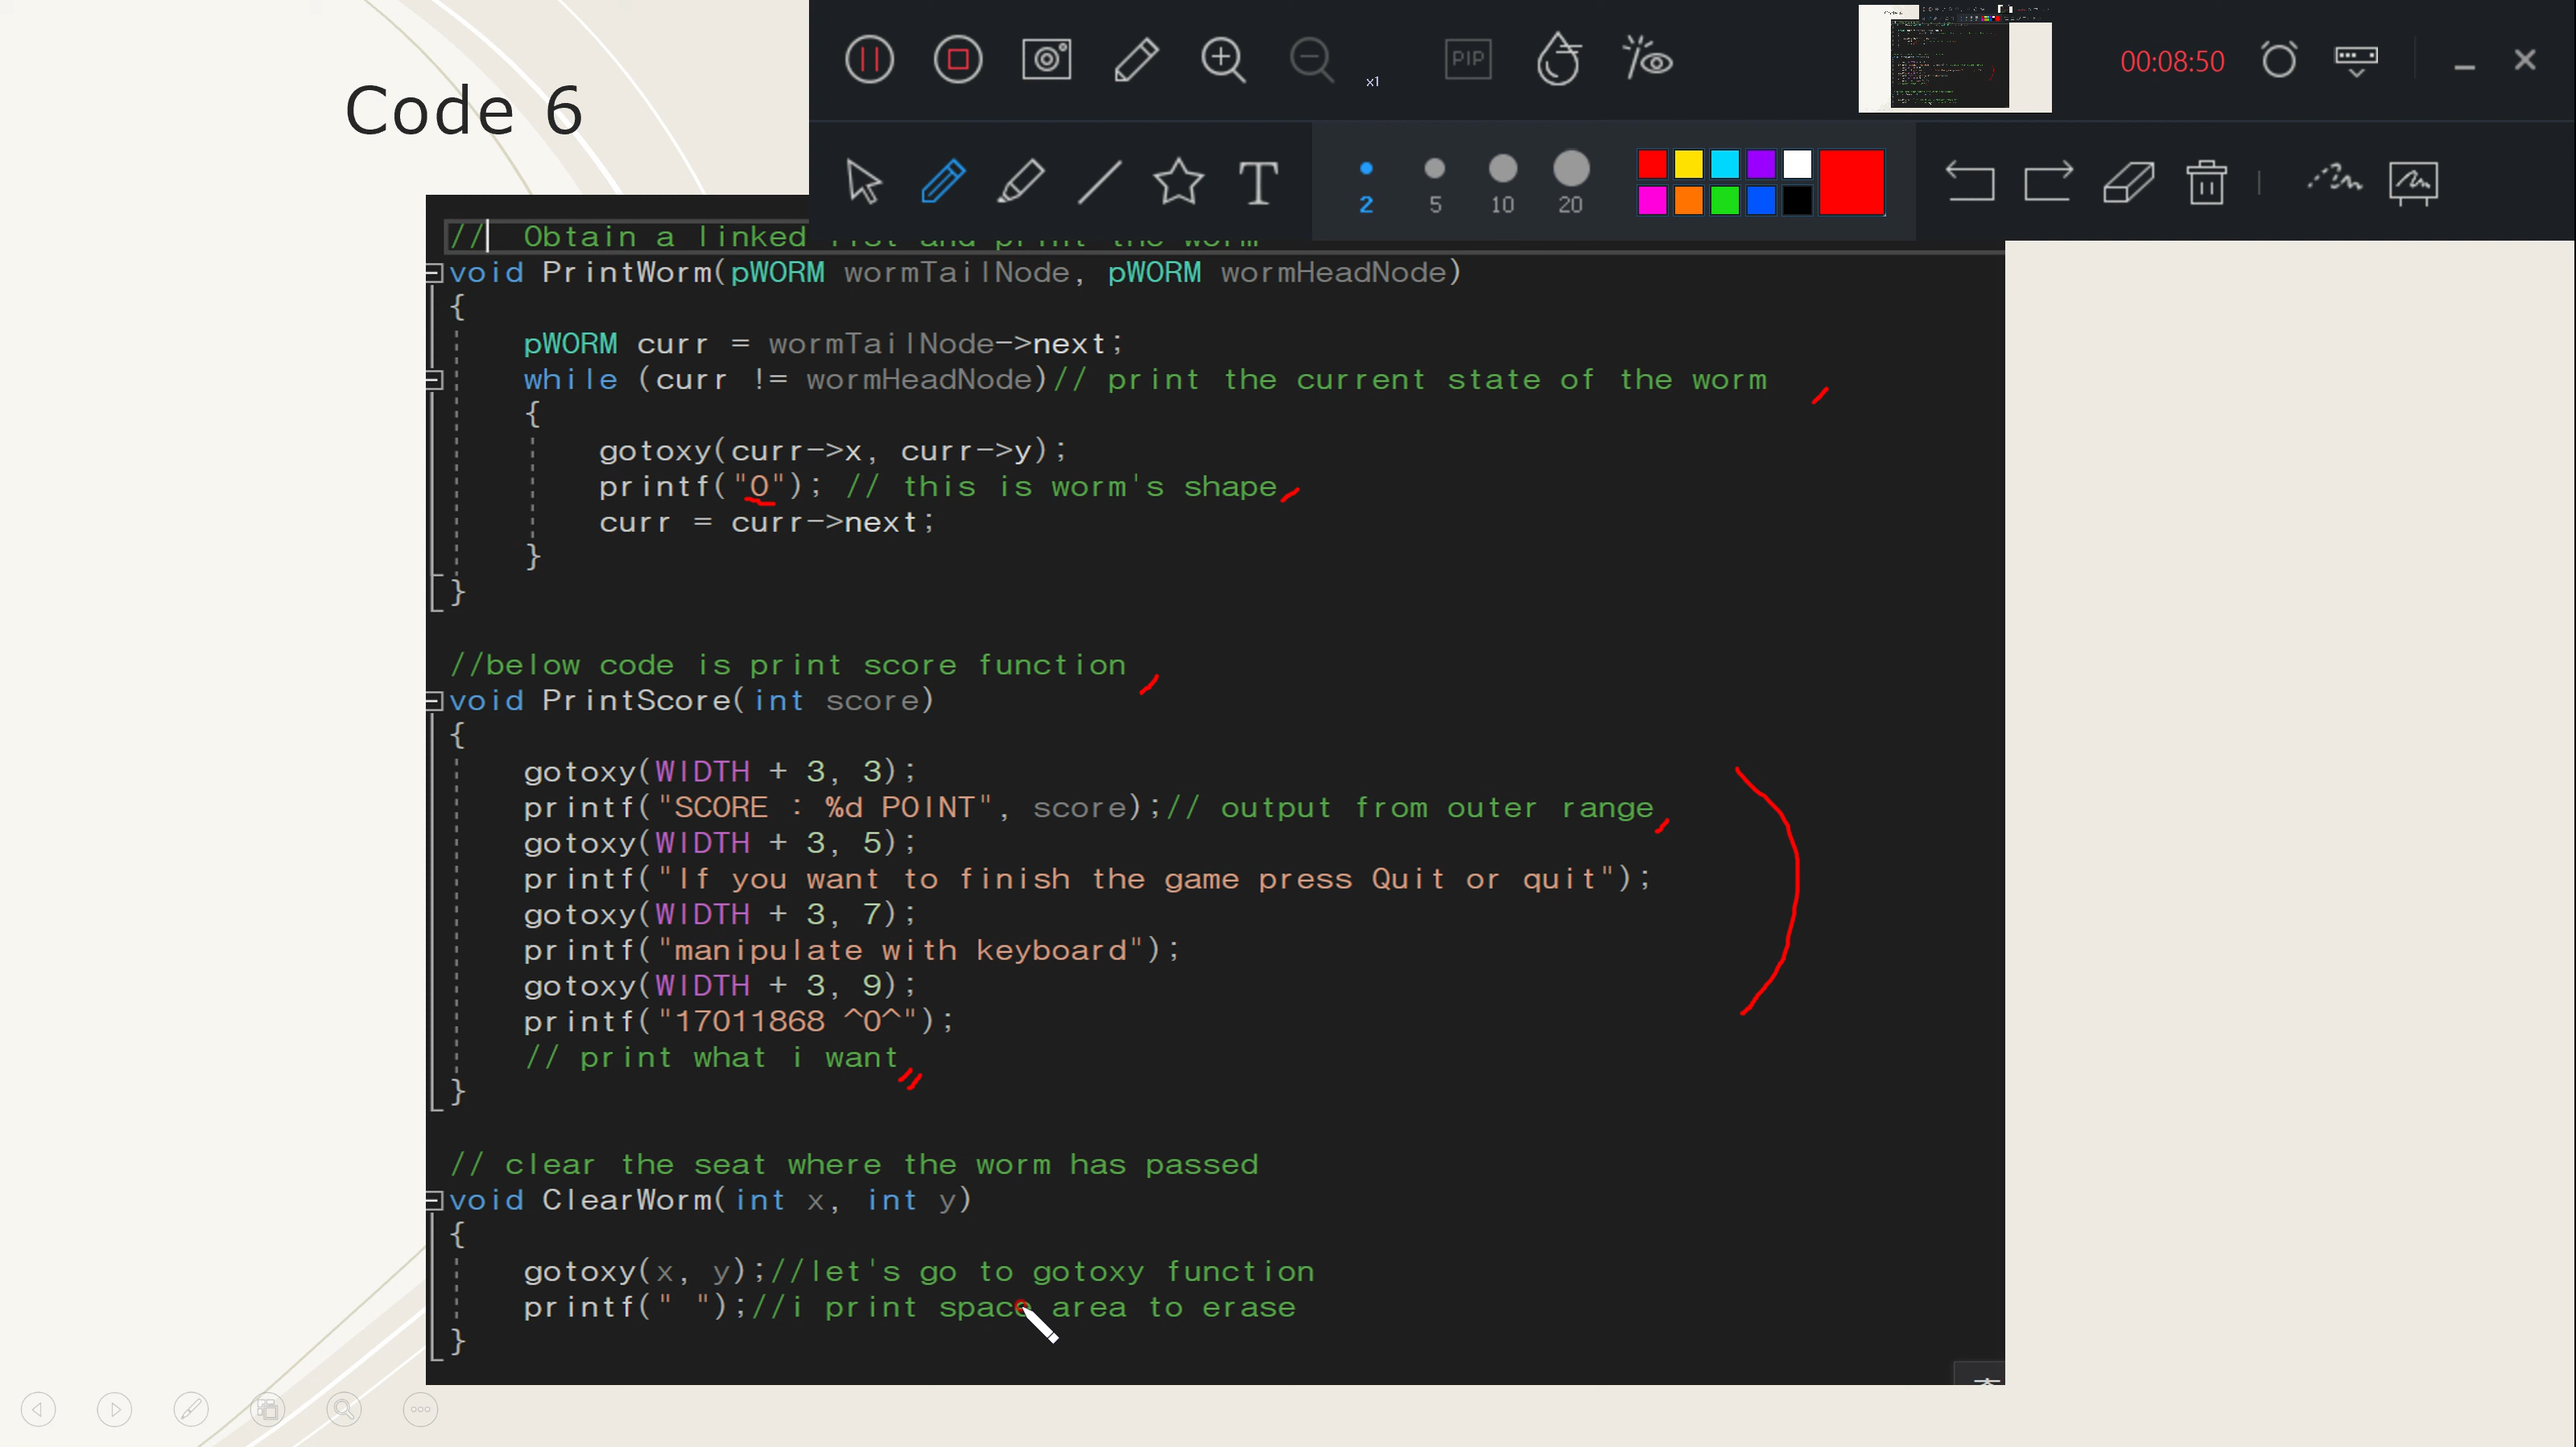 Code 6
x1
PIP
00:08:50
2 5 10 20
T
// Obtain a linked list and print the worm
void PrintWorm(pWORM wormTailNode, pWORM wormHeadNode)
{
pWORM curr = wormTailNode->next;
while (curr != wormHeadNode)// print the current state of the worm
{
gotoxy(curr->x, curr->y);
printf("O"); // this is worm's shape
curr = curr->next;
}
}
//below code is print score function
void PrintScore(int score)
{
gotoxy(WIDTH + 3, 3);
printf("SCORE : %d POINT", score);// output from outer range
gotoxy(WIDTH + 3, 5);
printf("If you want to finish the game press Quit or quit");
gotoxy(WIDTH + 3, 7);
printf("manipulate with keyboard");
gotoxy(WIDTH + 3, 9);
printf("17011868 ^0^");
// print what i want
}
// clear the seat where the worm has passed
void ClearWorm(int x, int y)
{
gotoxy(x, y);//let's go to gotoxy function
printf(" ");//i print space area to erase
}